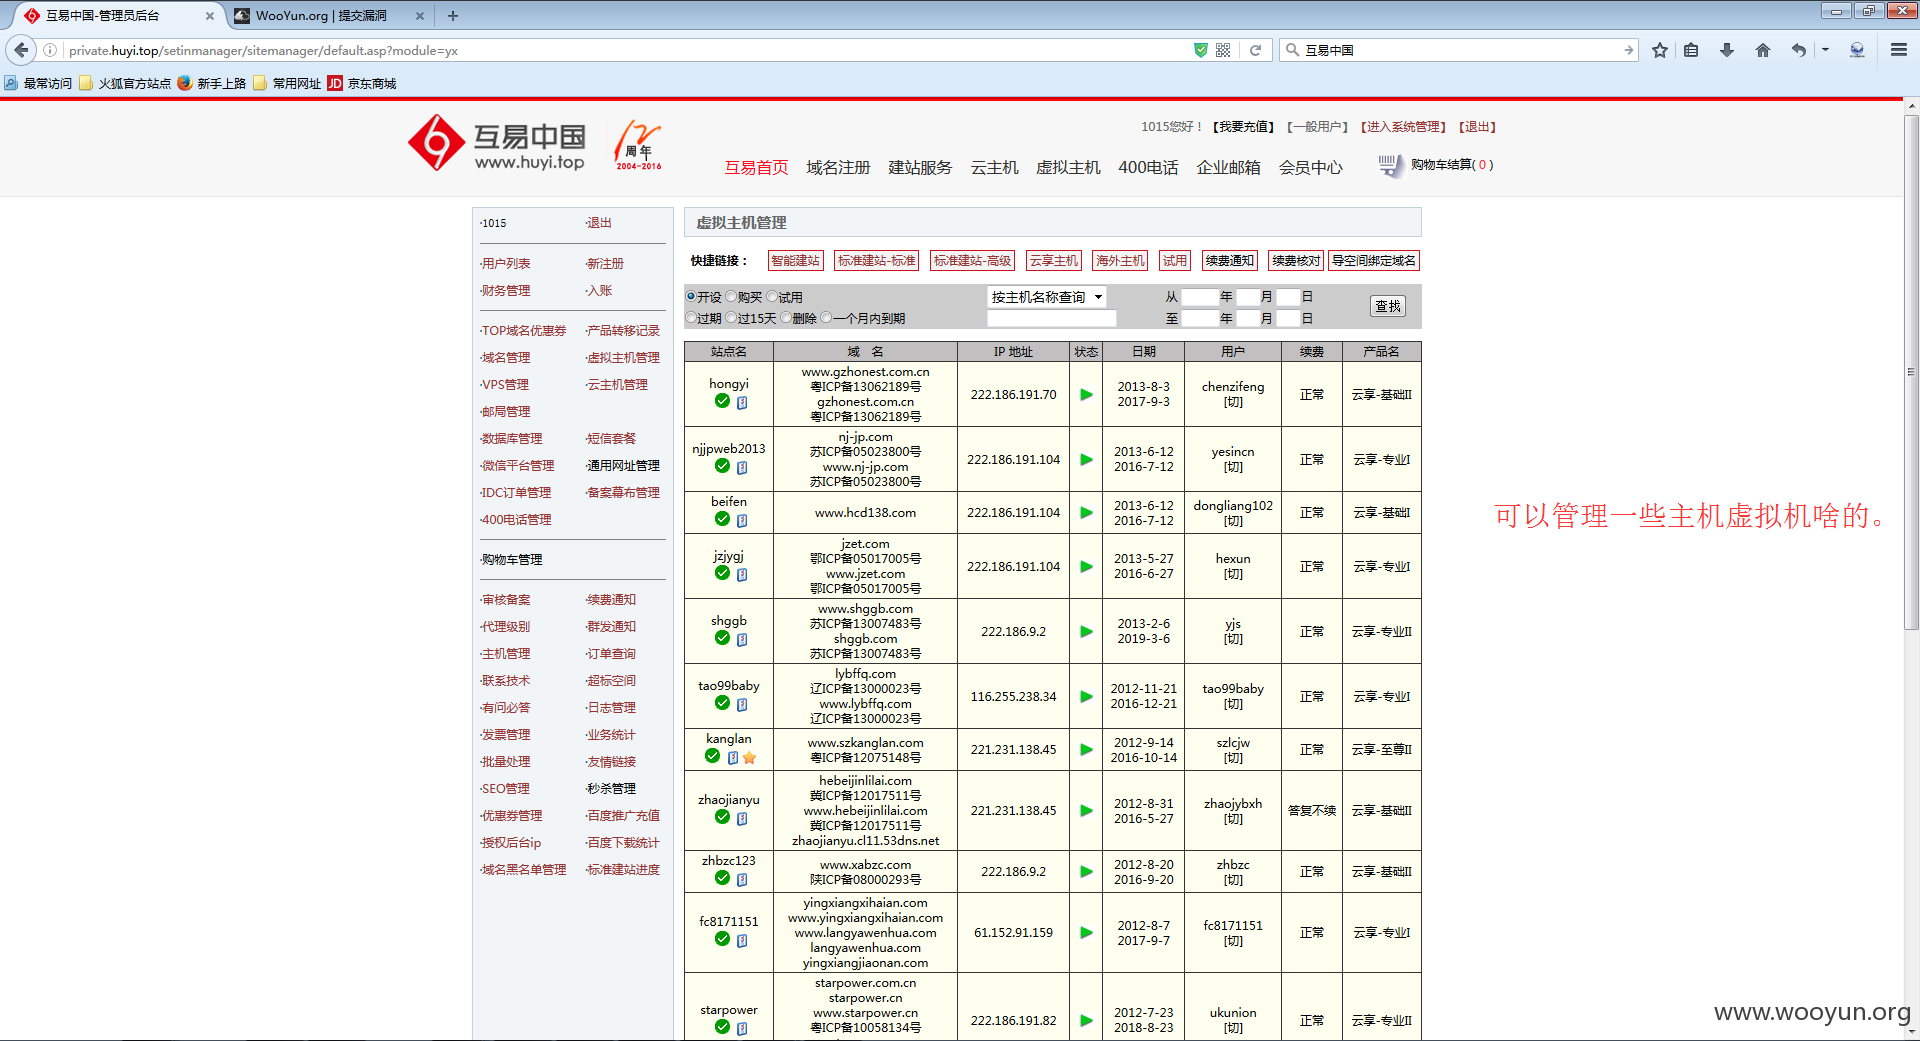 互易中国-管理员后台
WooYun.org | 提交漏洞
private.huyi.top/setinmanager/sitemanager/default.asp?module=yx
互易中国
最常访问 火狐官方站点 新手上路 常用网址 JD 京东商城
互易中国
www.huyi.top
12周年
2004-2016
1015您好！ 【我要充值】 【一般用户】 【进入系统管理】 【退出】
互易首页 域名注册 建站服务 云主机 虚拟主机 400电话 企业邮箱 会员中心
购物车结算( 0 )
·1015 ·退出
·用户列表 ·新注册
·财务管理 ·入账
·TOP域名优惠券 ·产品转移记录
·域名管理 ·虚拟主机管理
·VPS管理 ·云主机管理
·邮局管理
·数据库管理 ·短信套餐
·微信平台管理 ·通用网址管理
·IDC订单管理 ·备案幕布管理
·400电话管理
·购物车管理
·审核备案 ·续费通知
·代理级别 ·群发通知
·主机管理 ·订单查询
·联系技术 ·超标空间
·有问必答 ·日志管理
·发票管理 ·业务统计
·批量处理 ·友情链接
·SEO管理 ·秒杀管理
·优惠券管理 ·百度推广充值
·授权后台ip ·百度下载统计
·域名黑名单管理 ·标准建站进度
虚拟主机管理
快捷链接： 智能建站 标准建站-标准 标准建站-高级 云享主机 海外主机 试用 续费通知 续费核对 导空间绑定域名
开设 购买 试用 按主机名称查询 从 年 月 日
过期 过15天 删除 一个月内到期 至 年 月 日
查找
站点名 域 名 IP 地址 状态 日期 用户 续费 产品名
hongyi
www.gzhonest.com.cn
粤ICP备13062189号
gzhonest.com.cn
粤ICP备13062189号
222.186.191.70
2013-8-3
2017-9-3
chenzifeng
[切]
正常
云享-基础II
njjpweb2013
nj-jp.com
苏ICP备05023800号
www.nj-jp.com
苏ICP备05023800号
222.186.191.104
2013-6-12
2016-7-12
yesincn
[切]
正常
云享-专业I
beifen
www.hcd138.com
222.186.191.104
2013-6-12
2016-7-12
dongliang102
[切]
正常
云享-基础I
jzjygj
jzet.com
鄂ICP备05017005号
www.jzet.com
鄂ICP备05017005号
222.186.191.104
2013-5-27
2016-6-27
hexun
[切]
正常
云享-专业I
shggb
www.shggb.com
苏ICP备13007483号
shggb.com
苏ICP备13007483号
222.186.9.2
2013-2-6
2019-3-6
yjs
[切]
正常
云享-专业II
tao99baby
lybffq.com
辽ICP备13000023号
www.lybffq.com
辽ICP备13000023号
116.255.238.34
2012-11-21
2016-12-21
tao99baby
[切]
正常
云享-专业I
kanglan
www.szkanglan.com
粤ICP备12075148号
221.231.138.45
2012-9-14
2016-10-14
szlcjw
[切]
正常
云享-至尊II
zhaojianyu
hebeijinlilai.com
冀ICP备12017511号
www.hebeijinlilai.com
冀ICP备12017511号
zhaojianyu.cl11.53dns.net
221.231.138.45
2012-8-31
2016-5-27
zhaojybxh
[切]
答复不续
云享-基础II
zhbzc123
www.xabzc.com
陕ICP备08000293号
222.186.9.2
2012-8-20
2016-9-20
zhbzc
[切]
正常
云享-基础II
fc8171151
yingxiangxihaian.com
www.yingxiangxihaian.com
www.langyawenhua.com
langyawenhua.com
yingxiangjiaonan.com
61.152.91.159
2012-8-7
2017-9-7
fc8171151
[切]
正常
云享-专业I
starpower
starpower.com.cn
starpower.cn
www.starpower.cn
粤ICP备10058134号
222.186.191.82
2012-7-23
2018-8-23
ukunion
[切]
正常
云享-专业II
可以管理一些主机虚拟机啥的。
www.wooyun.org